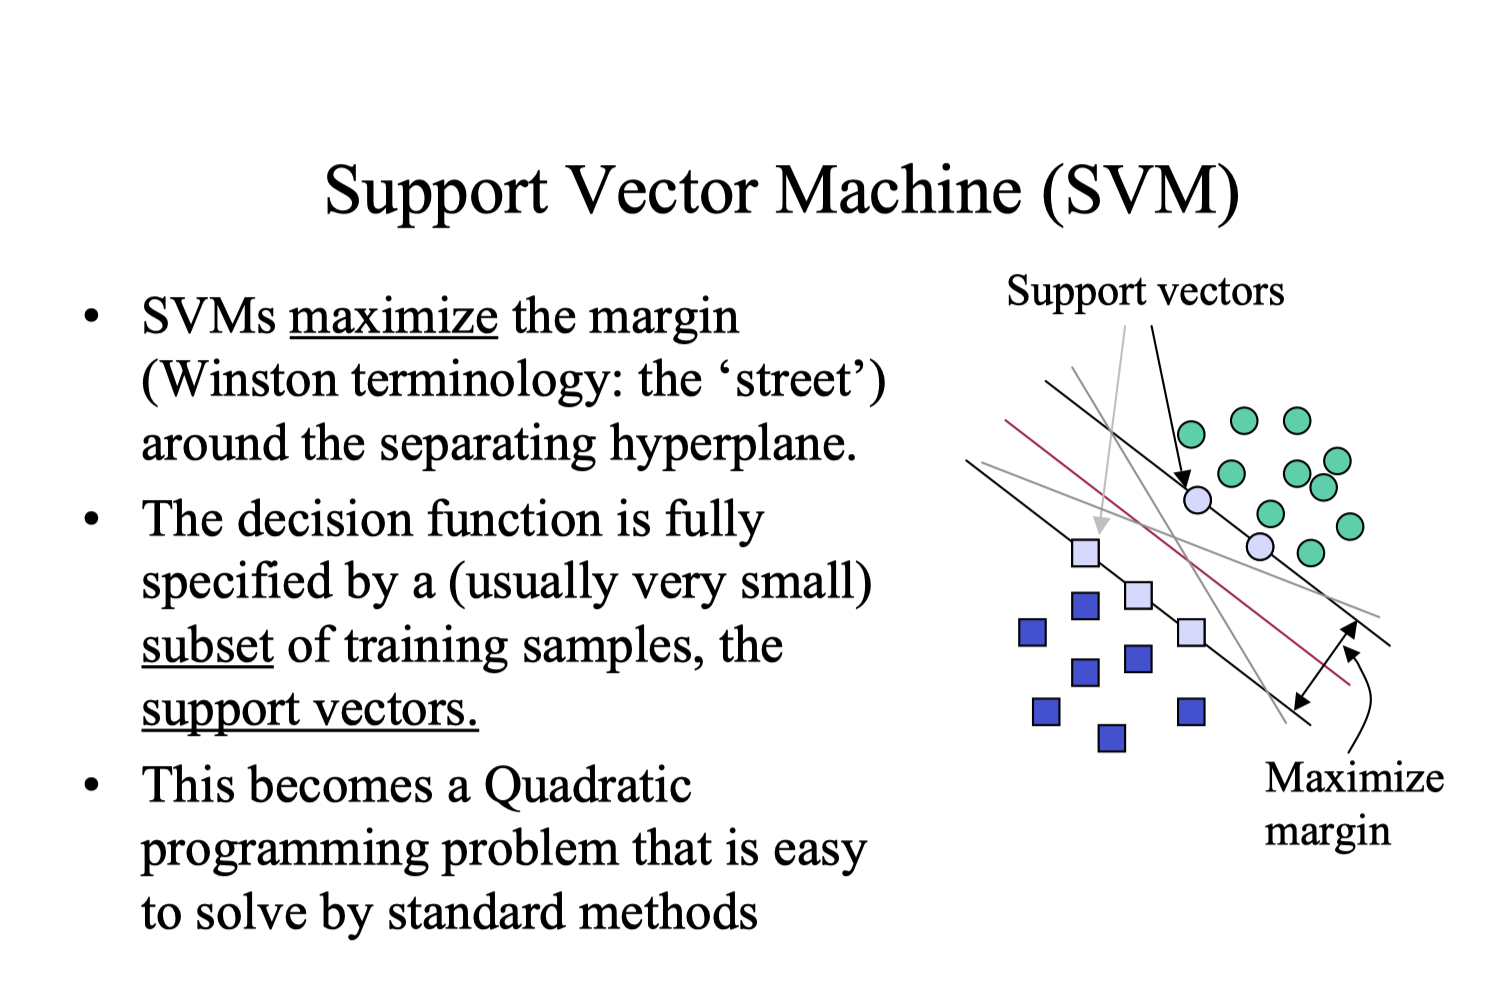 Support Vector Machine (SVM)
• SVMs maximize the margin
(Winston terminology: the ‘street’)
around the separating hyperplane.
• The decision function is fully
specified by a (usually very small)
subset of training samples, the
support vectors.
• This becomes a Quadratic
programming problem that is easy
to solve by standard methods
Support vectors
Maximize
margin